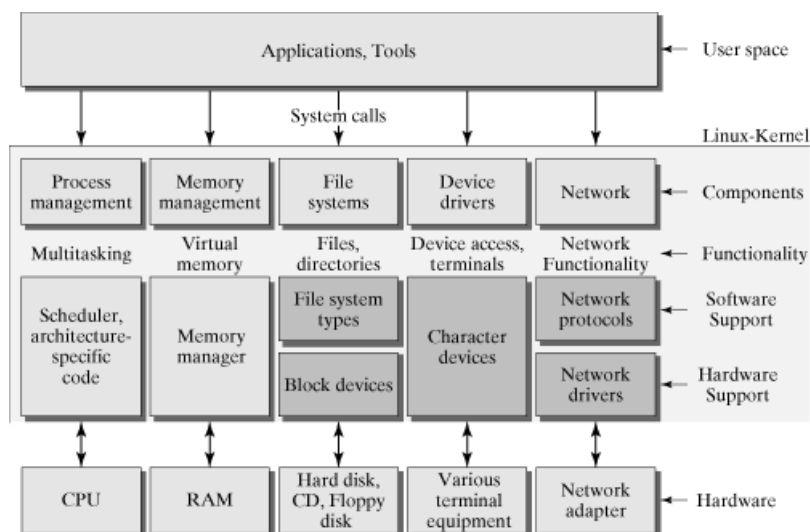 Applications, Tools
User space
System calls
Linux-Kernel
Process
management
Memory
management
File
systems
Device
drivers
Network
Components
Multitasking
Virtual
memory
Files,
directories
Device access,
terminals
Network
Functionality
Functionality
Scheduler,
architecture-
specific
code
Memory
manager
File system
types
Block devices
Character
devices
Network
protocols
Network
drivers
Software
Support
Hardware
Support
CPU
RAM
Hard disk,
CD, Floppy
disk
Various
terminal
equipment
Network
adapter
Hardware